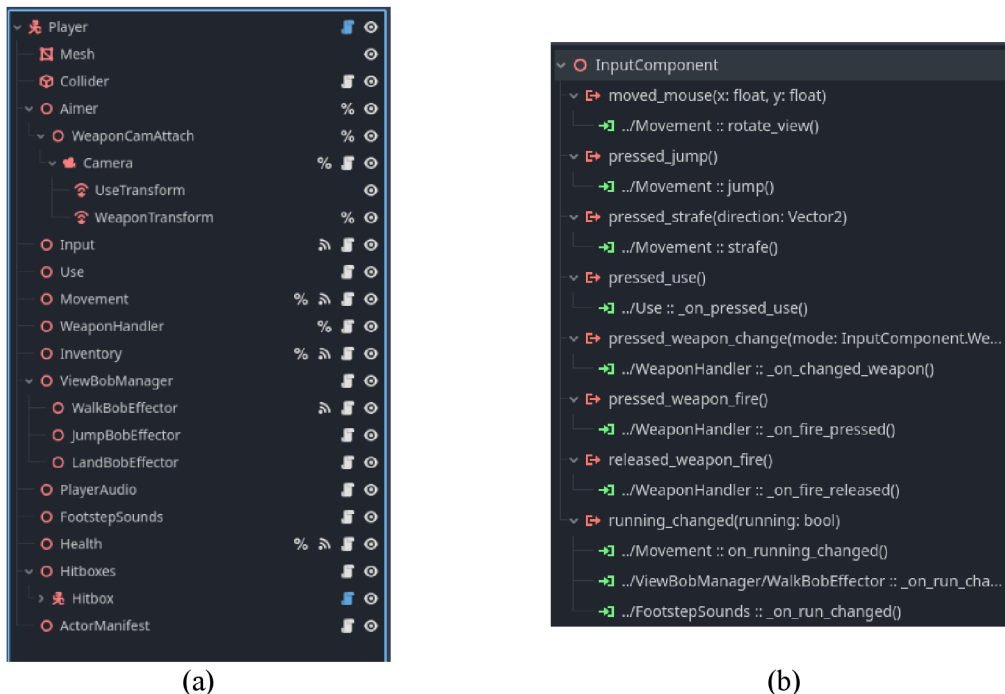 Player
Mesh
Collider
Aimer %
WeaponCamAttach %
Camera %
UseTransform
WeaponTransform %
Input
Use
Movement %
WeaponHandler %
Inventory %
ViewBobManager
WalkBobEffector
JumpBobEffector
LandBobEffector
PlayerAudio
FootstepSounds
Health %
Hitboxes
Hitbox
ActorManifest
(a)
InputComponent
moved_mouse(x: float, y: float)
../Movement :: rotate_view()
pressed_jump()
../Movement :: jump()
pressed_strafe(direction: Vector2)
../Movement :: strafe()
pressed_use()
../Use :: _on_pressed_use()
pressed_weapon_change(mode: InputComponent.We...
../WeaponHandler :: _on_changed_weapon()
pressed_weapon_fire()
../WeaponHandler :: _on_fire_pressed()
released_weapon_fire()
../WeaponHandler :: _on_fire_released()
running_changed(running: bool)
../Movement :: on_running_changed()
../ViewBobManager/WalkBobEffector :: _on_run_cha...
../FootstepSounds :: _on_run_changed()
(b)